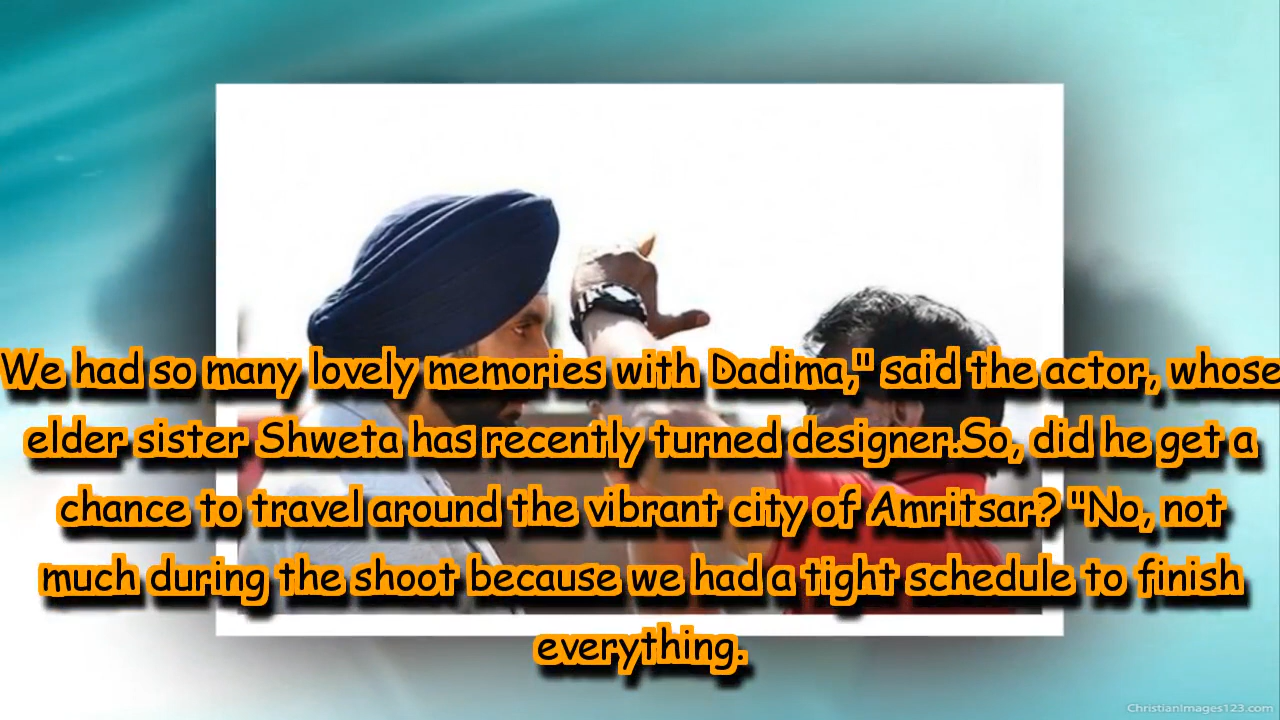 We had so many lovely memories with Dadima," said the actor, whose
elder sister Shweta has recently turned designer.So, did he get a
chance to travel around the vibrant city of Amritsar? "No, not
much during the shoot because we had a tight schedule to finish
everything.
ChristianImages123.com